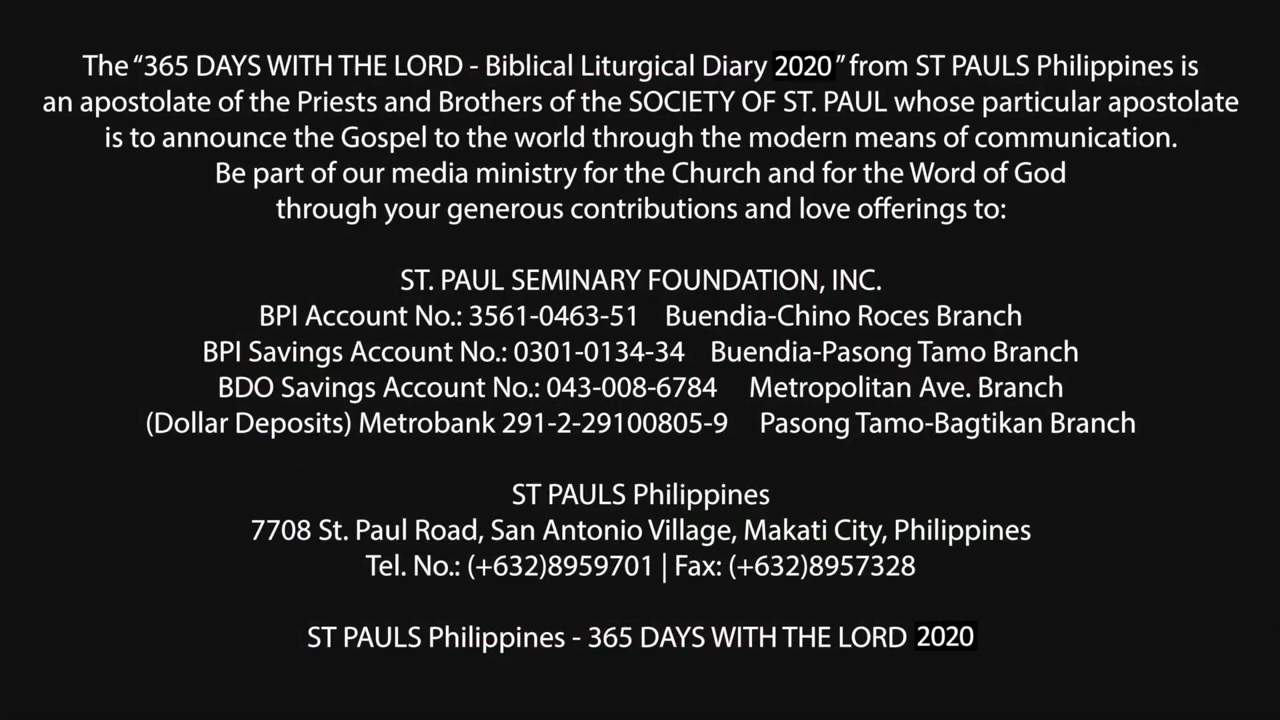 The “365 DAYS WITH THE LORD - Biblical Liturgical Diary 2020” from ST PAULS Philippines is
an apostolate of the Priests and Brothers of the SOCIETY OF ST. PAUL whose particular apostolate
is to announce the Gospel to the world through the modern means of communication.
Be part of our media ministry for the Church and for the Word of God
through your generous contributions and love offerings to:
ST. PAUL SEMINARY FOUNDATION, INC.
BPI Account No.: 3561-0463-51 Buendia-Chino Roces Branch
BPI Savings Account No.: 0301-0134-34 Buendia-Pasong Tamo Branch
BDO Savings Account No.: 043-008-6784 Metropolitan Ave. Branch
(Dollar Deposits) Metrobank 291-2-29100805-9 Pasong Tamo-Bagtikan Branch
ST PAULS Philippines
7708 St. Paul Road, San Antonio Village, Makati City, Philippines
Tel. No.: (+632)8959701 | Fax: (+632)8957328
ST PAULS Philippines - 365 DAYS WITH THE LORD 2020